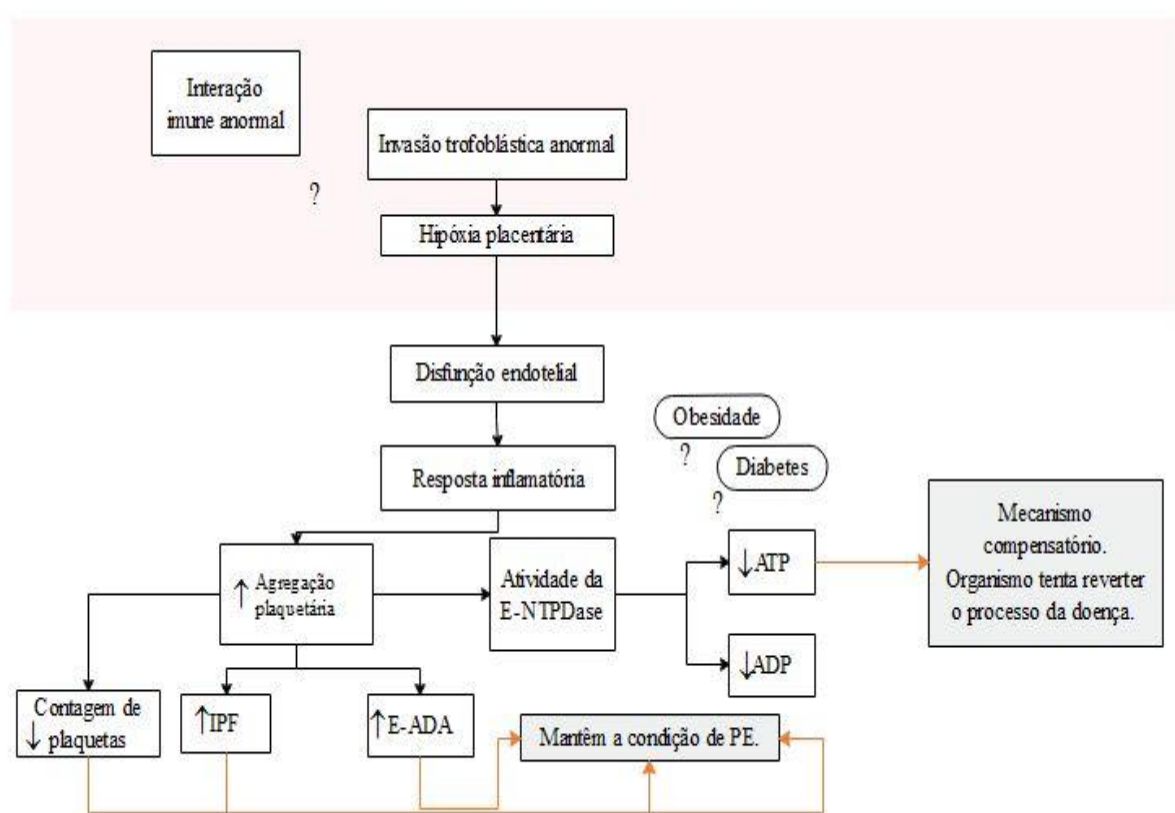 Interação
imune anormal
Invasão trofoblástica anormal
?
Hipóxia placentária
Disfunção endotelial
Obesidade
?
Resposta inflamatória
Diabetes
?
↑ Agregação
plaquetária
Atividade da
E-NTPDase
↓ATP
Mecanismo
compensatório.
Organismo tenta reverter
o processo da doença.
↓ADP
Contagem de
↓ plaquetas
↑IPF
↑E-ADA
Mantêm a condição de PE.